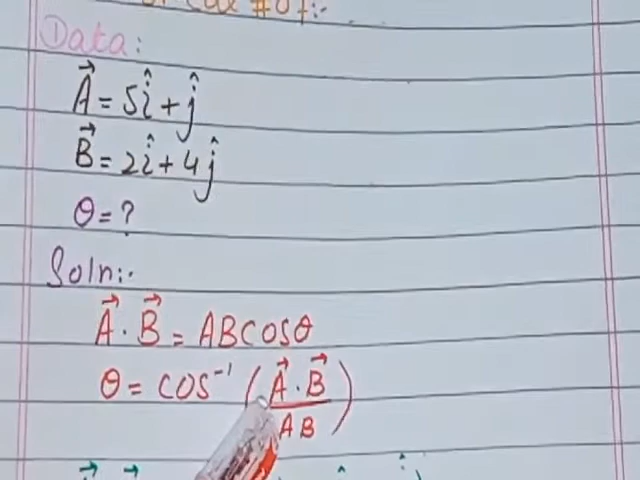 Data:
A⃗ = 5î + ĵ
B⃗ = 2î + 4ĵ
θ = ?
Soln:-
A⃗ . B⃗ = ABCOSθ
θ = COS⁻¹ (A⃗ . B⃗ / AB)